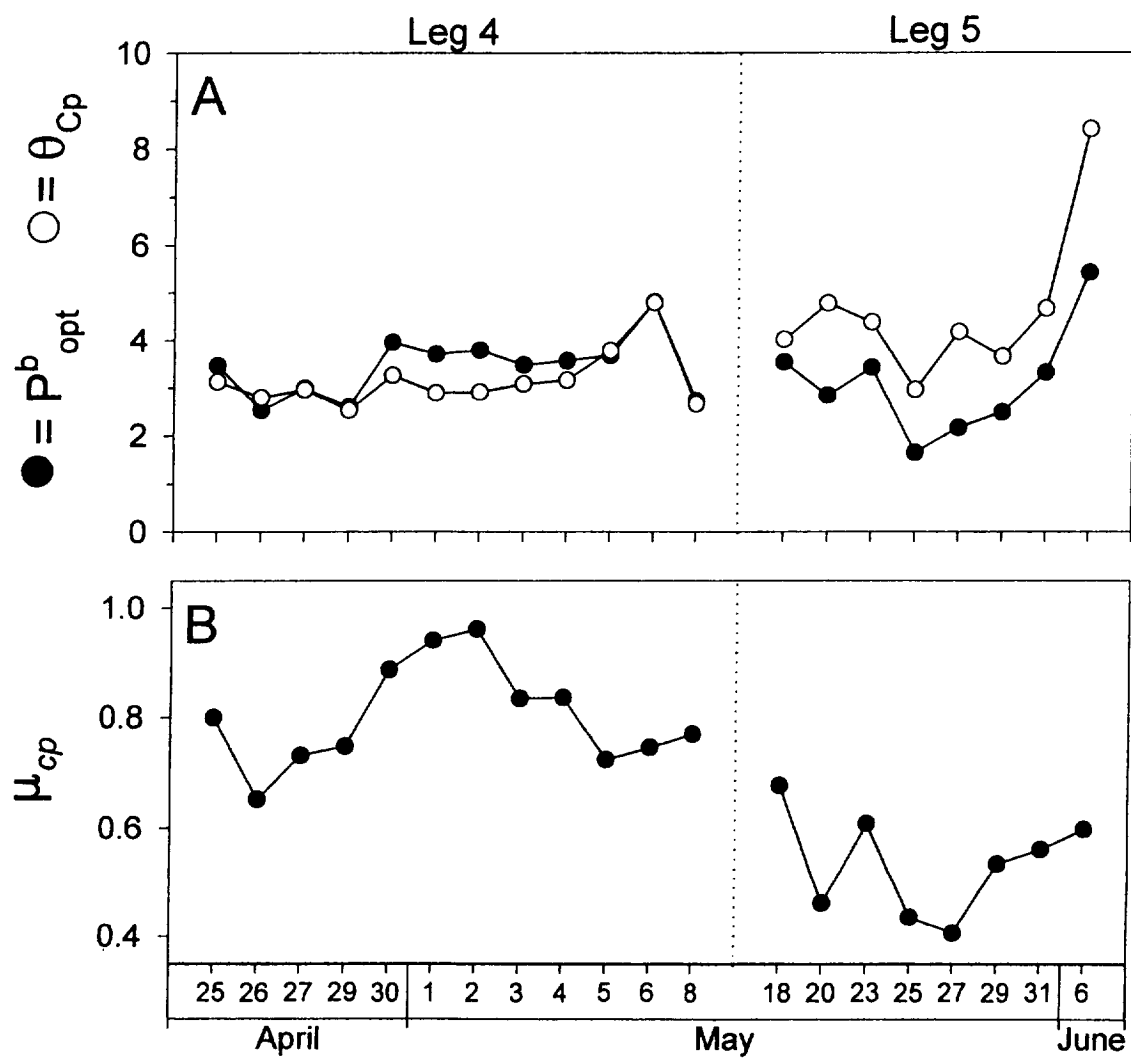 Leg 4 Leg 5
A
10
8
6
4
2
0
● = P^b_opt ○ = θ_Cp
B
1.0
0.8
0.6
0.4
μ_cp
25 26 27 29 30 1 2 3 4 5 6 8 18 20 23 25 27 29 31 6
April May June